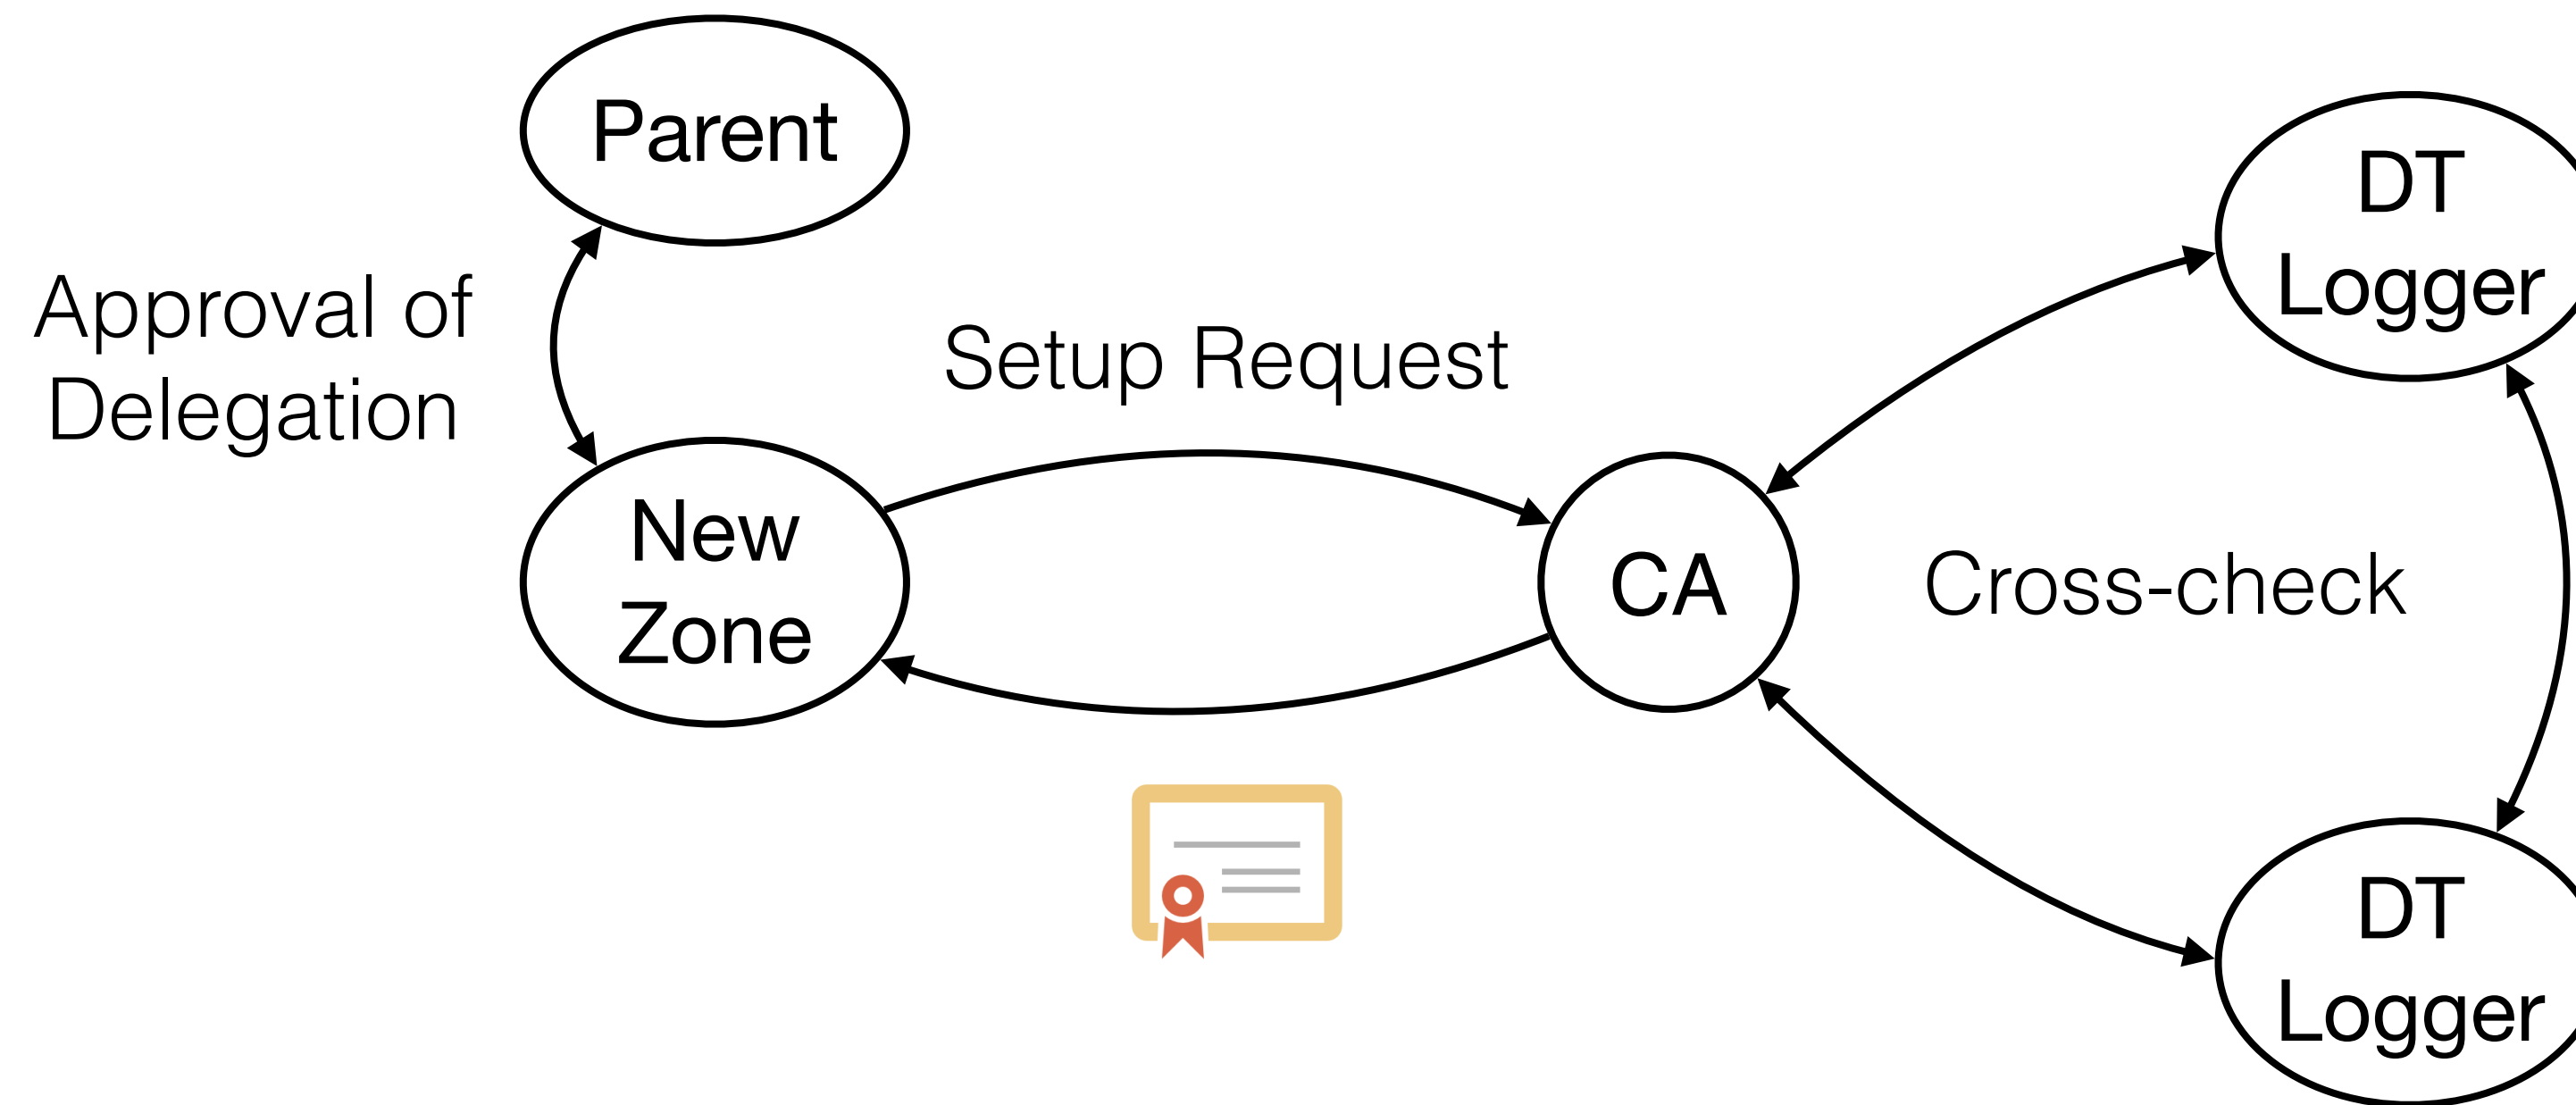 Parent
Approval of
Delegation
New
Zone
Setup Request
CA
Cross-check
DT
Logger
DT
Logger